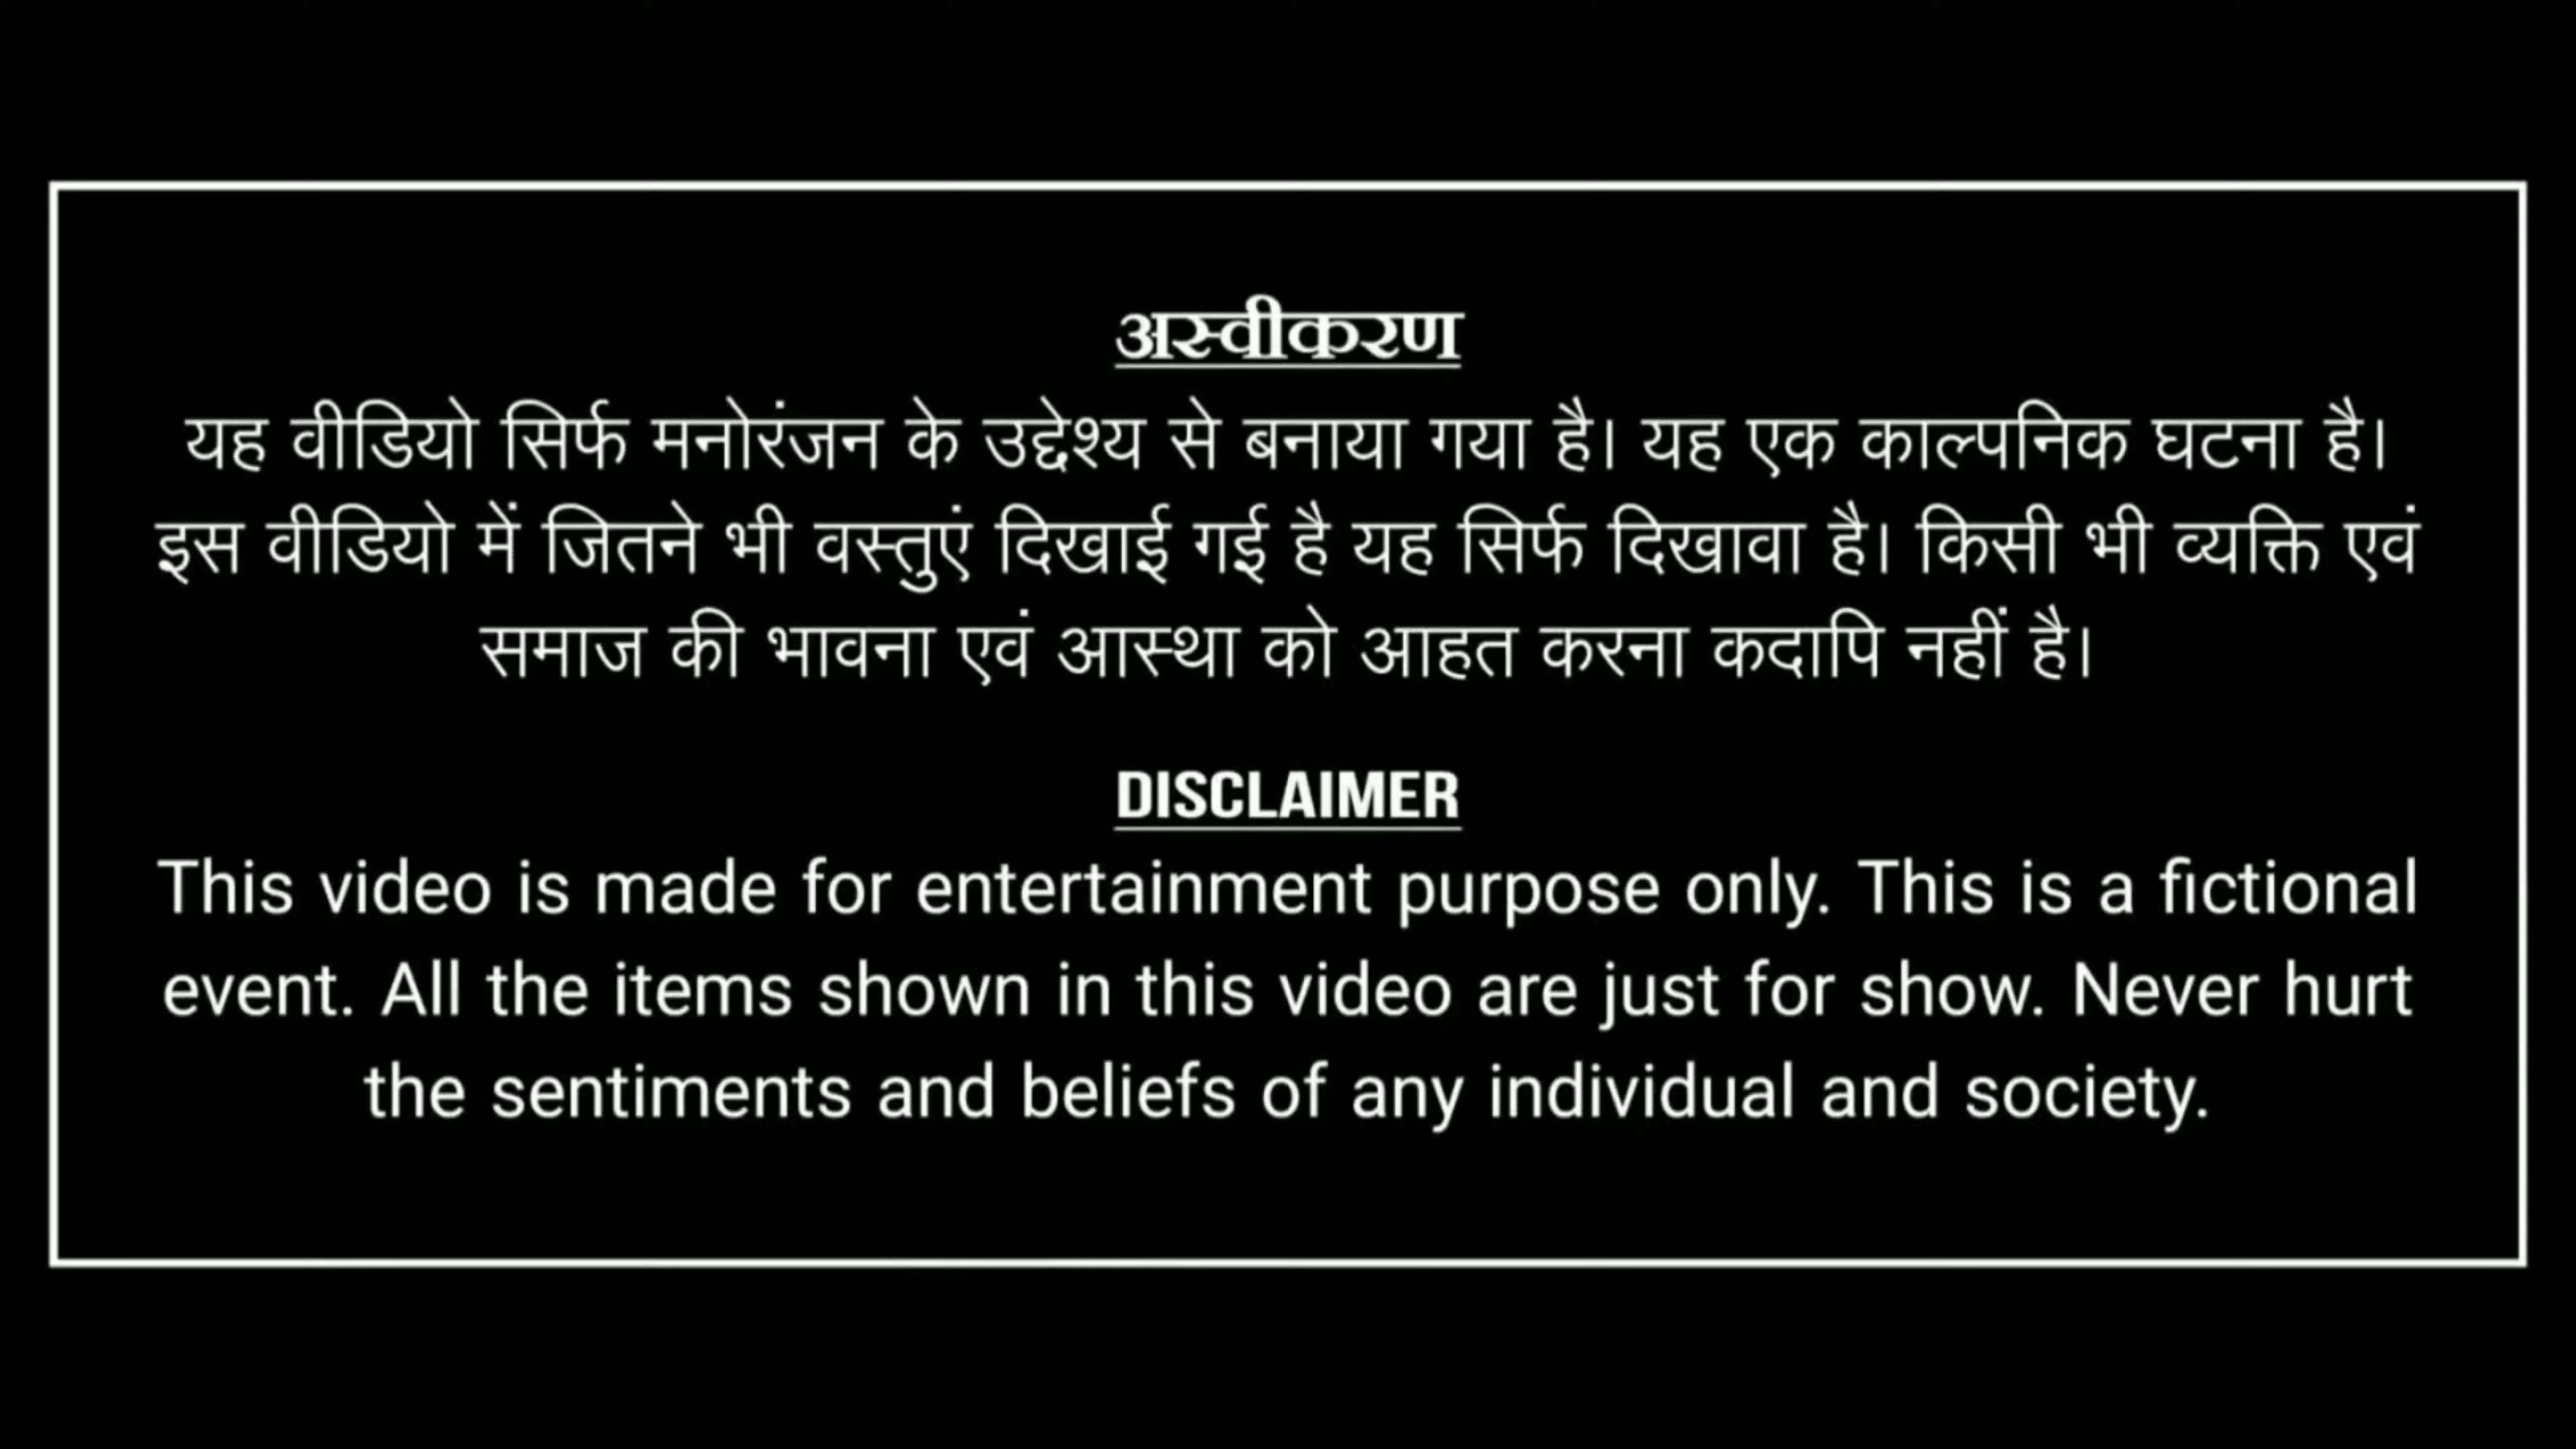 अस्वीकरण
यह वीडियो सिर्फ मनोरंजन के उद्देश्य से बनाया गया है। यह एक काल्पनिक घटना है।
इस वीडियो में जितने भी वस्तुएं दिखाई गई है यह सिर्फ दिखावा है। किसी भी व्यक्ति एवं
समाज की भावना एवं आस्था को आहत करना कदापि नहीं है।
DISCLAIMER
This video is made for entertainment purpose only. This is a fictional
event. All the items shown in this video are just for show. Never hurt
the sentiments and beliefs of any individual and society.